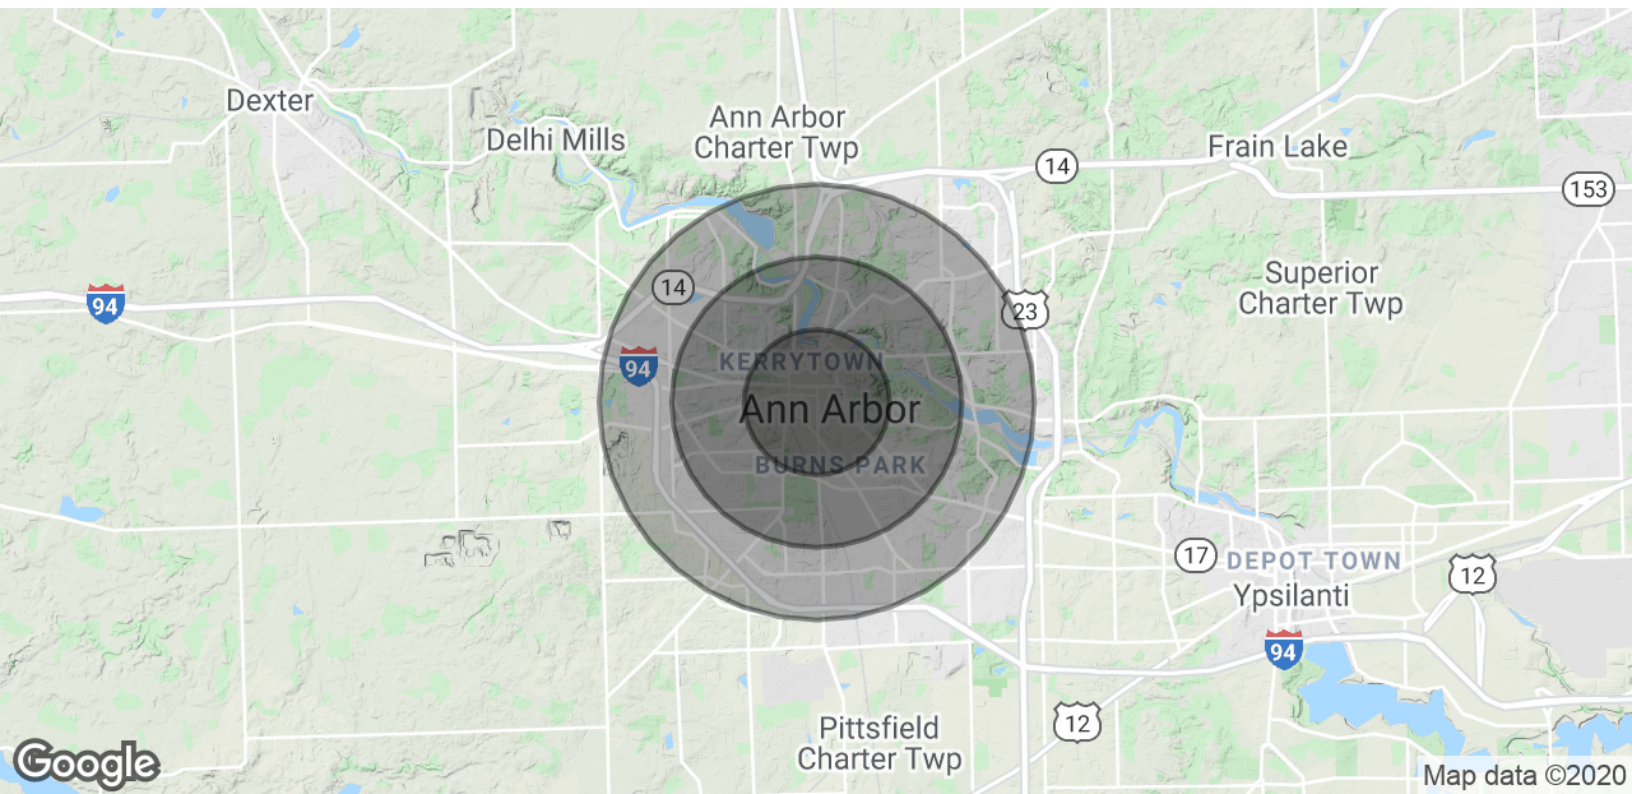 Dexter
Delhi Mills
Ann Arbor
Charter Twp
Frain Lake
14
153
Superior
Charter Twp
94
14
23
94
KERRYTOWN
Ann Arbor
BURNS PARK
17
DEPOT TOWN
12
Ypsilanti
94
12
Pittsfield
Charter Twp
Google
Map data ©2020